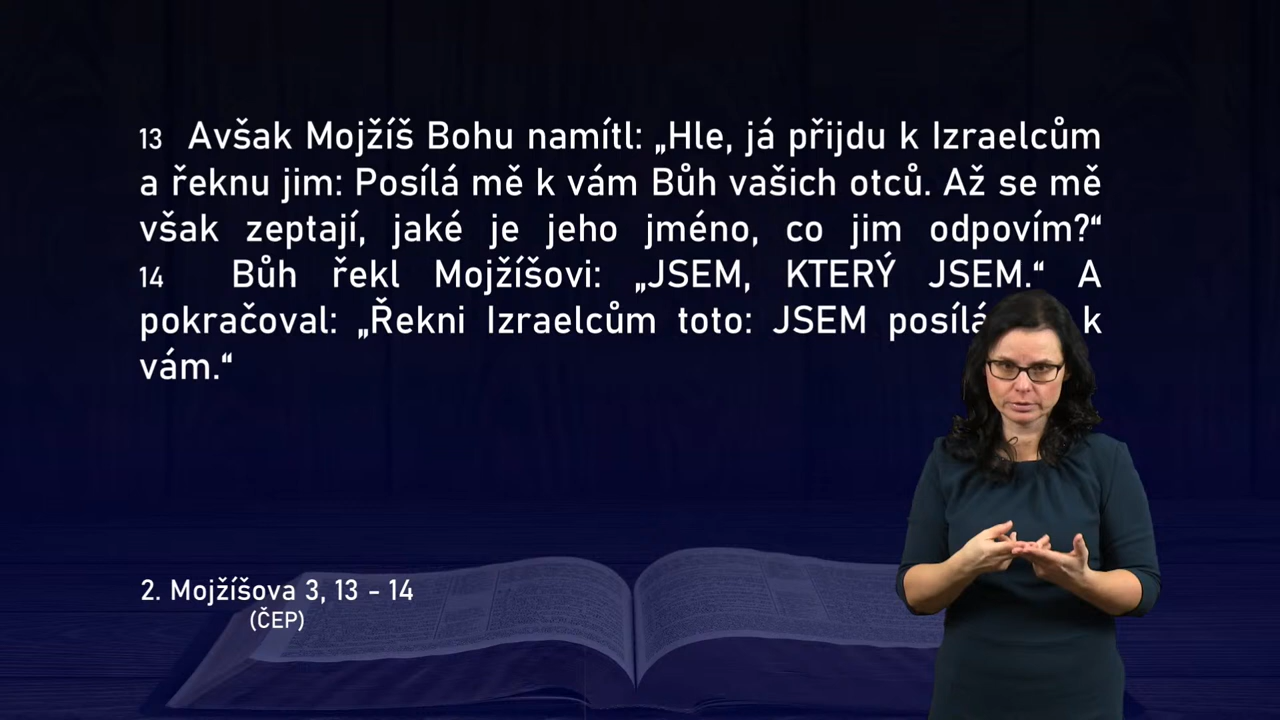 13 Avšak Mojžíš Bohu namítl: „Hle, já přijdu k Izraelcům
a řeknu jim: Posílá mě k vám Bůh vašich otců. Až se mě
však zeptají, jaké je jeho jméno, co jim odpovím?“
14 Bůh řekl Mojžíšovi: „JSEM, KTERÝ JSEM.“ A
pokračoval: „Řekni Izraelcům toto: JSEM posílá k
vám.“
2. Mojžíšova 3, 13 - 14
(ČEP)